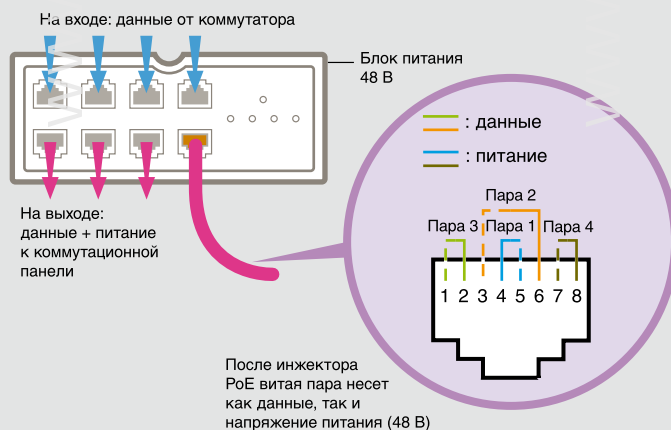 На входе: данные от коммутатора
Блок питания
48 В
: данные
: питание
Пара 2
Пара 3
Пара 1
Пара 4
1 2 3 4 5 6 7 8
На выходе:
данные + питание
к коммутационной
панели
После инжектора
PoE витая пара несет
как данные, так и
напряжение питания (48 В)